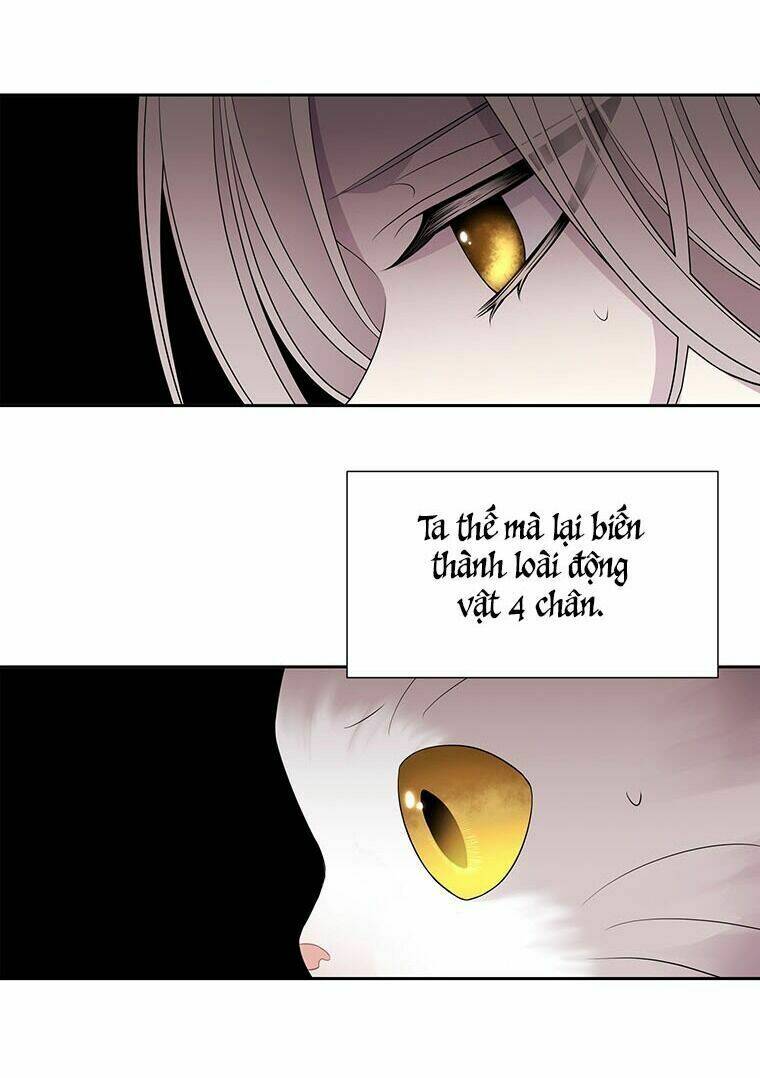 Ta thế mà lại biến
thành loài động
vật 4 chân.